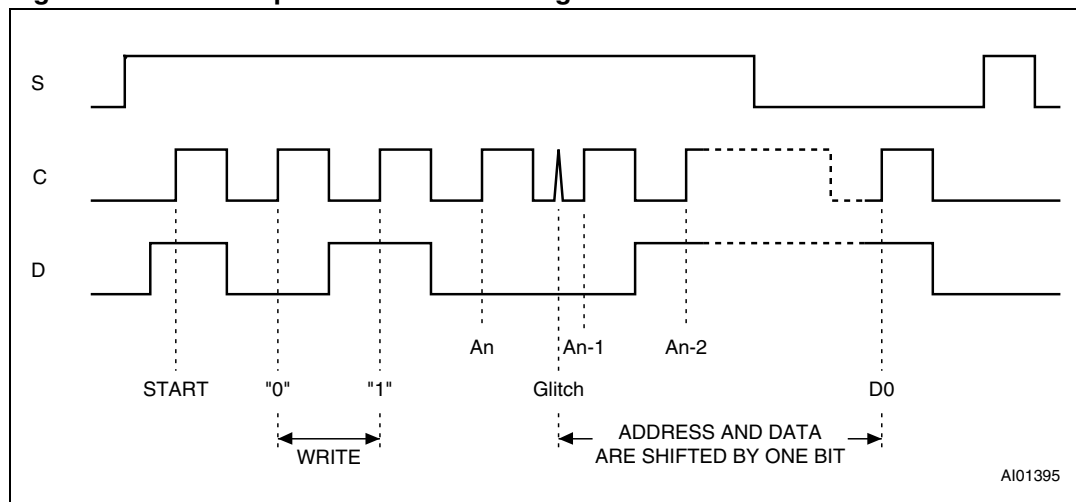 S
C
D
An
An-1
An-2
START
"0"
"1"
Glitch
D0
WRITE
ADDRESS AND DATA
ARE SHIFTED BY ONE BIT
AI01395